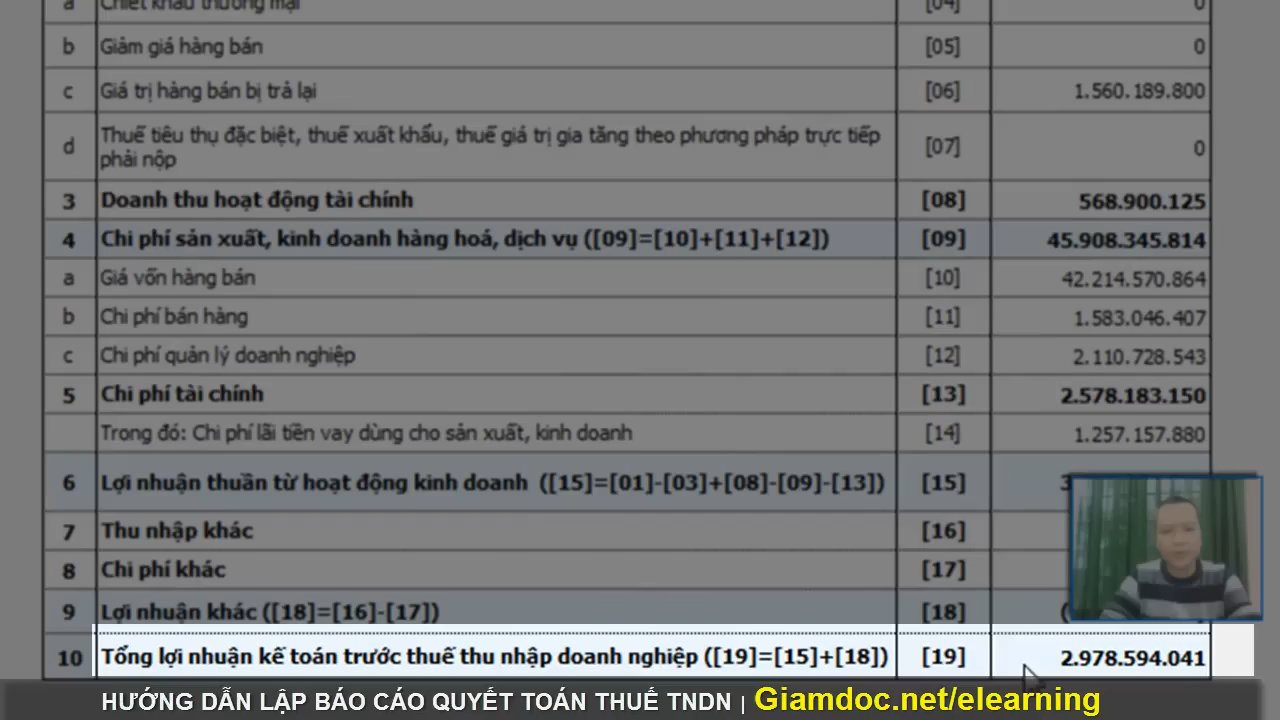 a Chiết khấu thương mại [04] 0
b Giảm giá hàng bán [05] 0
c Giá trị hàng bán bị trả lại [06] 1.560.189.800
d Thuế tiêu thụ đặc biệt, thuế xuất khẩu, thuế giá trị gia tăng theo phương pháp trực tiếp
phải nộp [07] 0
3 Doanh thu hoạt động tài chính [08] 568.900.125
4 Chi phí sản xuất, kinh doanh hàng hoá, dịch vụ ([09]=[10]+[11]+[12]) [09] 45.908.345.814
a Giá vốn hàng bán [10] 42.214.570.864
b Chi phí bán hàng [11] 1.583.046.407
c Chi phí quản lý doanh nghiệp [12] 2.110.728.543
5 Chi phí tài chính [13] 2.578.183.150
Trong đó: Chi phí lãi tiền vay dùng cho sản xuất, kinh doanh [14] 1.257.157.880
6 Lợi nhuận thuần từ hoạt động kinh doanh ([15]=[01]-[03]+[08]-[09]-[13]) [15]
7 Thu nhập khác [16]
8 Chi phí khác [17]
9 Lợi nhuận khác ([18]=[16]-[17]) [18]
10 Tổng lợi nhuận kế toán trước thuế thu nhập doanh nghiệp ([19]=[15]+[18]) [19] 2.978.594.041
HƯỚNG DẪN LẬP BÁO CÁO QUYẾT TOÁN THUẾ TNDN | Giamdoc.net/elearning